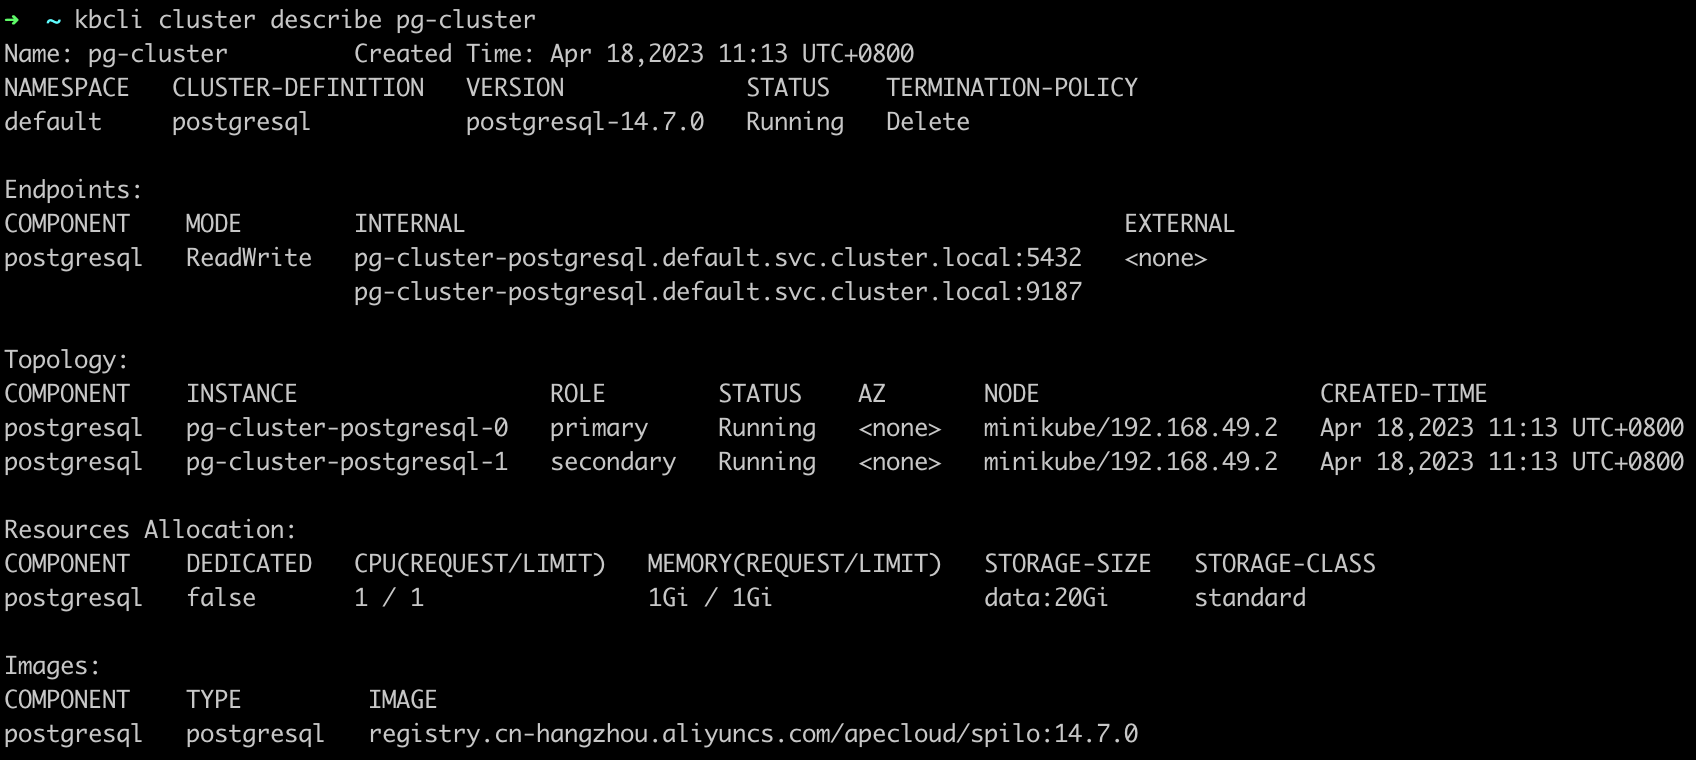 ➜  ~ kbcli cluster describe pg-cluster
Name: pg-cluster         Created Time: Apr 18,2023 11:13 UTC+0800
NAMESPACE   CLUSTER-DEFINITION   VERSION             STATUS    TERMINATION-POLICY
default     postgresql           postgresql-14.7.0   Running   Delete

Endpoints:
COMPONENT    MODE        INTERNAL                                               EXTERNAL
postgresql   ReadWrite   pg-cluster-postgresql.default.svc.cluster.local:5432   <none>
                         pg-cluster-postgresql.default.svc.cluster.local:9187

Topology:
COMPONENT    INSTANCE                  ROLE        STATUS    AZ       NODE                    CREATED-TIME
postgresql   pg-cluster-postgresql-0   primary     Running   <none>   minikube/192.168.49.2   Apr 18,2023 11:13 UTC+0800
postgresql   pg-cluster-postgresql-1   secondary   Running   <none>   minikube/192.168.49.2   Apr 18,2023 11:13 UTC+0800

Resources Allocation:
COMPONENT    DEDICATED   CPU(REQUEST/LIMIT)   MEMORY(REQUEST/LIMIT)   STORAGE-SIZE   STORAGE-CLASS
postgresql   false       1 / 1                1Gi / 1Gi               data:20Gi      standard

Images:
COMPONENT    TYPE         IMAGE
postgresql   postgresql   registry.cn-hangzhou.aliyuncs.com/apecloud/spilo:14.7.0